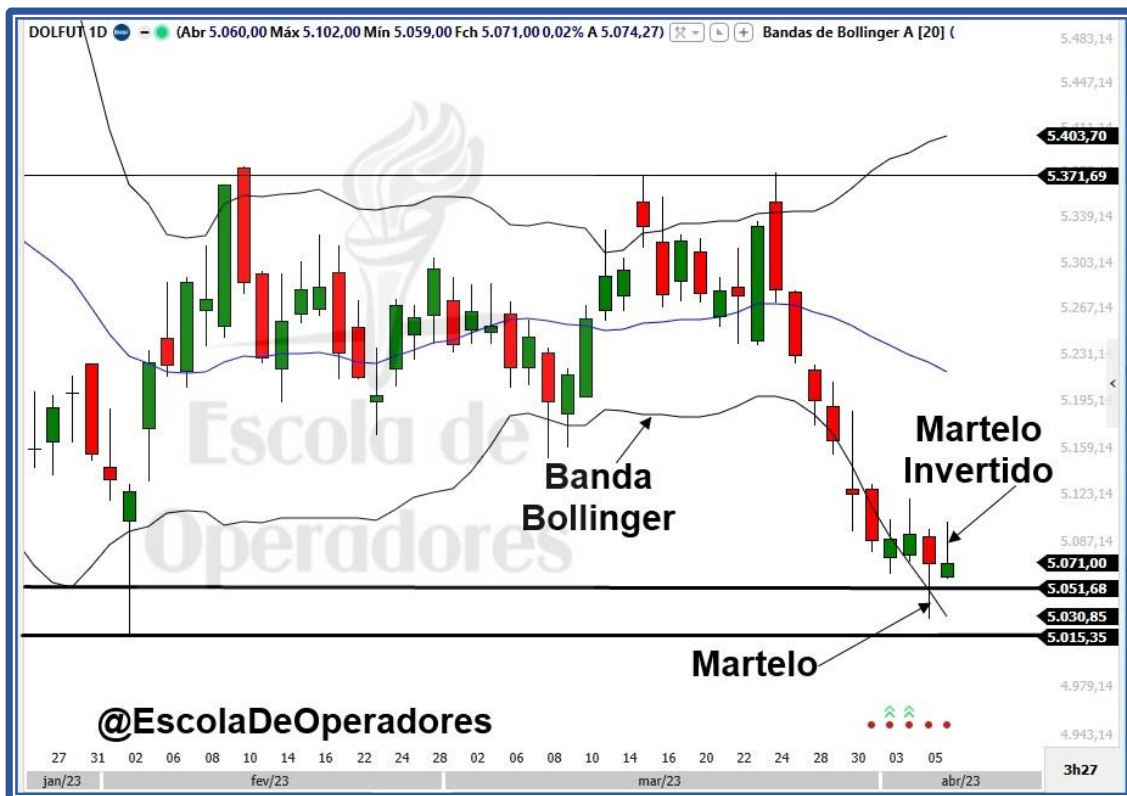 DOLFUT 1D (Abr 5.060,00 Máx 5.102,00 Mín 5.059,00 Fch 5.071,00 0,02% A 5.074,27) Bandas de Bollinger A [20] (
5.483,14
5.447,14
5.411,14
5.403,70
5.371,69
5.339,14
5.303,14
5.267,14
5.231,14
5.195,14
5.159,14
5.123,14
5.087,14
5.071,00
5.051,68
5.030,85
5.015,35
4.979,14
4.943,14
Escola de
Operadores
Banda
Bollinger
Martelo
Invertido
Martelo
@EscolaDeOperadores
27 31 02 06 08 10 14 16 22 24 28 02 06 08 10 14 16 20 22 24 28 30 03 05
jan/23 fev/23 mar/23 abr/23
3h27